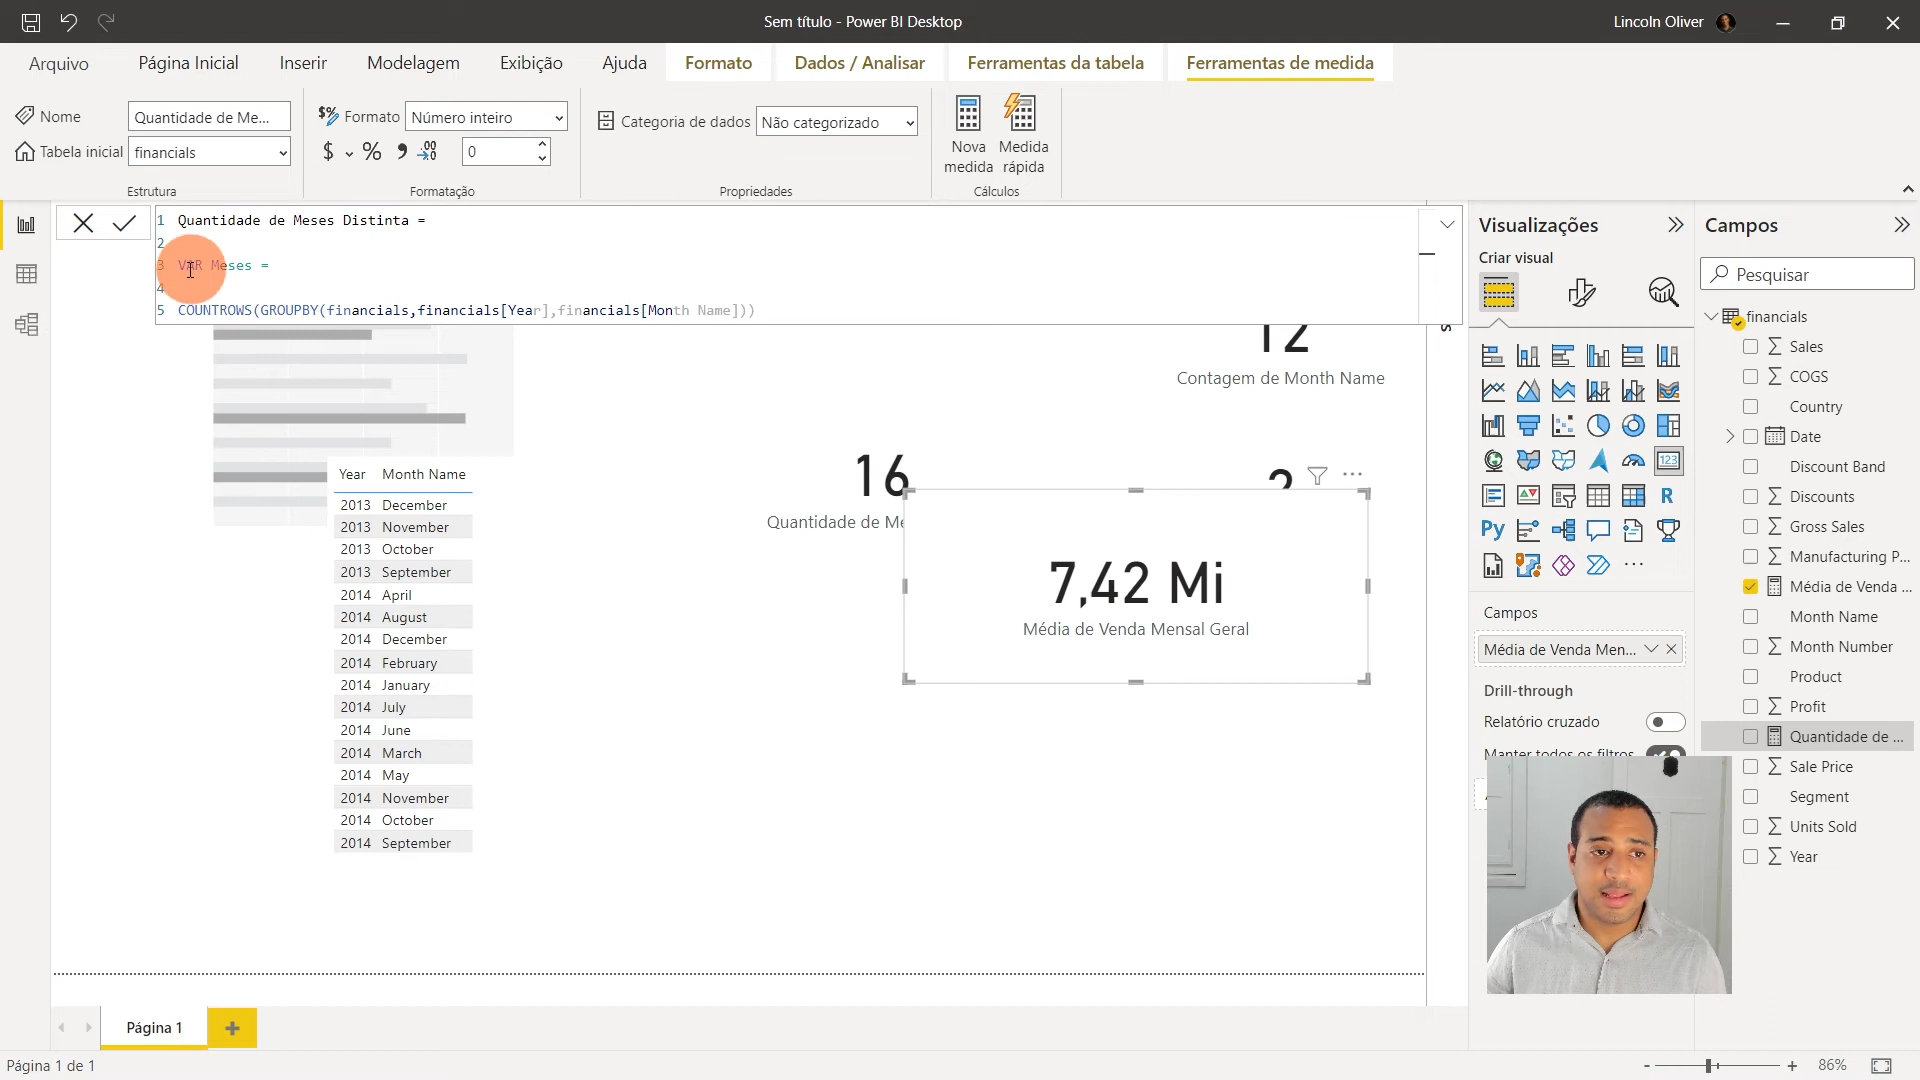 Sem título - Power BI Desktop
Lincoln Oliver
Arquivo
Página Inicial
Inserir
Modelagem
Exibição
Ajuda
Formato
Dados / Analisar
Ferramentas da tabela
Ferramentas de medida
Nome
Quantidade de Me...
Tabela inicial
financials
Estrutura
Formato
Número inteiro
$ % 0
Formatação
Categoria de dados
Não categorizado
Propriedades
Nova medida
Medida rápida
Cálculos
1 Quantidade de Meses Distinta =
2
3 VAR Meses =
4
5 COUNTROWS(GROUPBY(financials,financials[Year],financials[Month Name]))
12
Contagem de Month Name
16
Quantidade de Me
2
7,42 Mi
Média de Venda Mensal Geral
Year Month Name
2013 December
2013 November
2013 October
2013 September
2014 April
2014 August
2014 December
2014 February
2014 January
2014 July
2014 June
2014 March
2014 May
2014 November
2014 October
2014 September
Visualizações
Criar visual
123
R
Py
Campos
Média de Venda Men...
Drill-through
Relatório cruzado
Manter todos os filtros
Campos
Pesquisar
financials
Sales
COGS
Country
Date
Discount Band
Discounts
Gross Sales
Manufacturing P...
Média de Venda ...
Month Name
Month Number
Product
Profit
Quantidade de ...
Sale Price
Segment
Units Sold
Year
Página 1
Página 1 de 1
86%